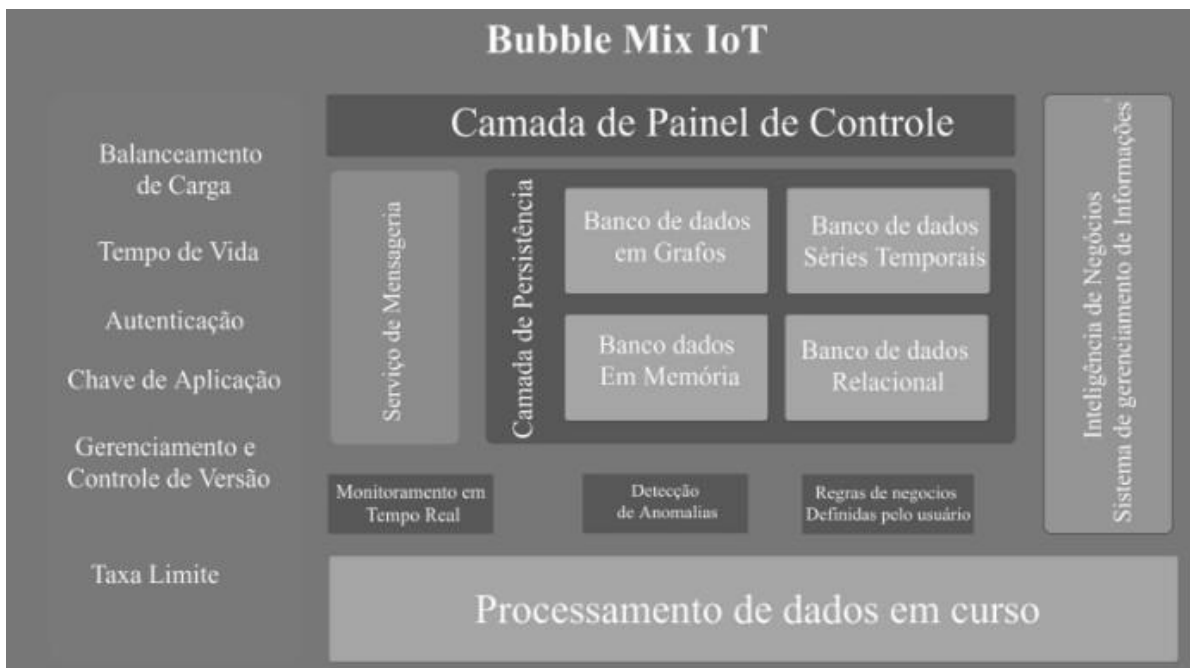 Bubble Mix IoT
Balanceamento
de Carga
Tempo de Vida
Autenticação
Chave de Aplicação
Gerenciamento e
Controle de Versão
Taxa Limite
Camada de Painel de Controle
Serviço de Mensageria
Camada de Persistência
Banco de dados
em Grafos
Banco de dados
Séries Temporais
Banco dados
Em Memória
Banco de dados
Relacional
Monitoramento em
Tempo Real
Detecção
de Anomalias
Regras de negocios
Definidas pelo usuário
Inteligência de Negócios
Sistema de gerenciamento de Informações
Processamento de dados em curso